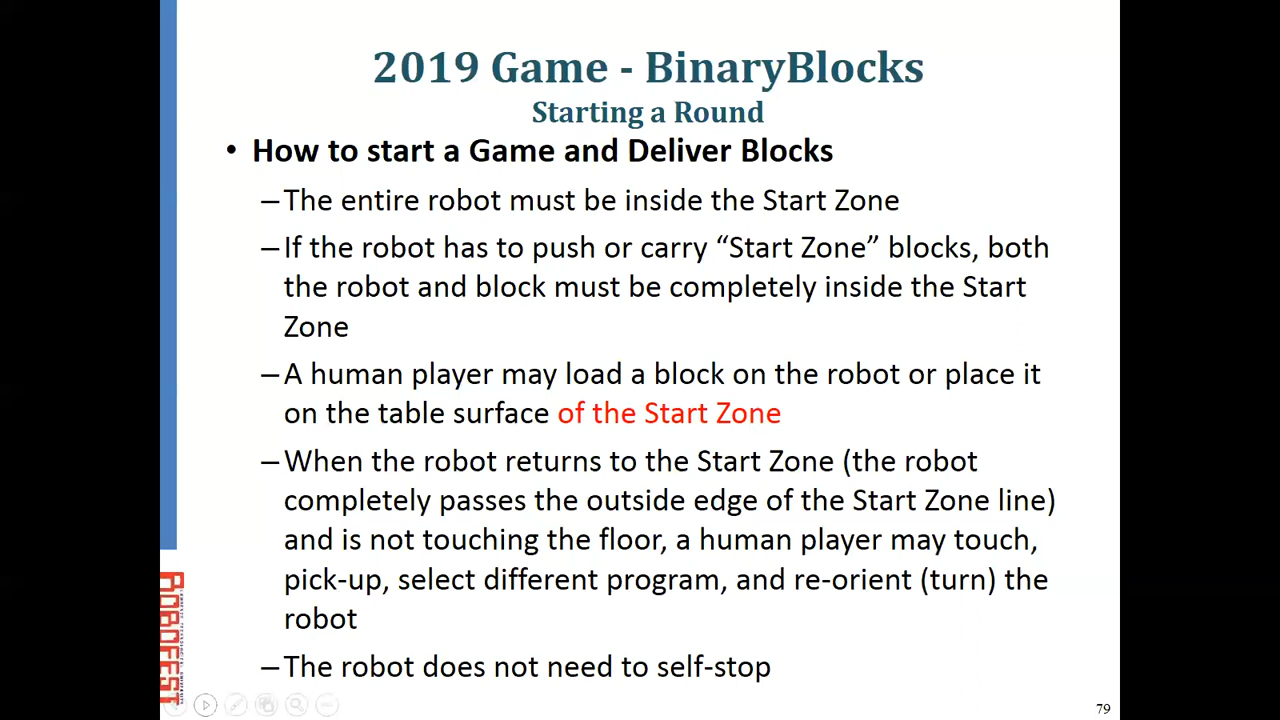 2019 Game - BinaryBlocks
Starting a Round
• How to start a Game and Deliver Blocks
–The entire robot must be inside the Start Zone
–If the robot has to push or carry “Start Zone” blocks, both
the robot and block must be completely inside the Start
Zone
–A human player may load a block on the robot or place it
on the table surface of the Start Zone
–When the robot returns to the Start Zone (the robot
completely passes the outside edge of the Start Zone line)
and is not touching the floor, a human player may touch,
pick-up, select different program, and re-orient (turn) the
robot
–The robot does not need to self-stop
ROBOFEST
79